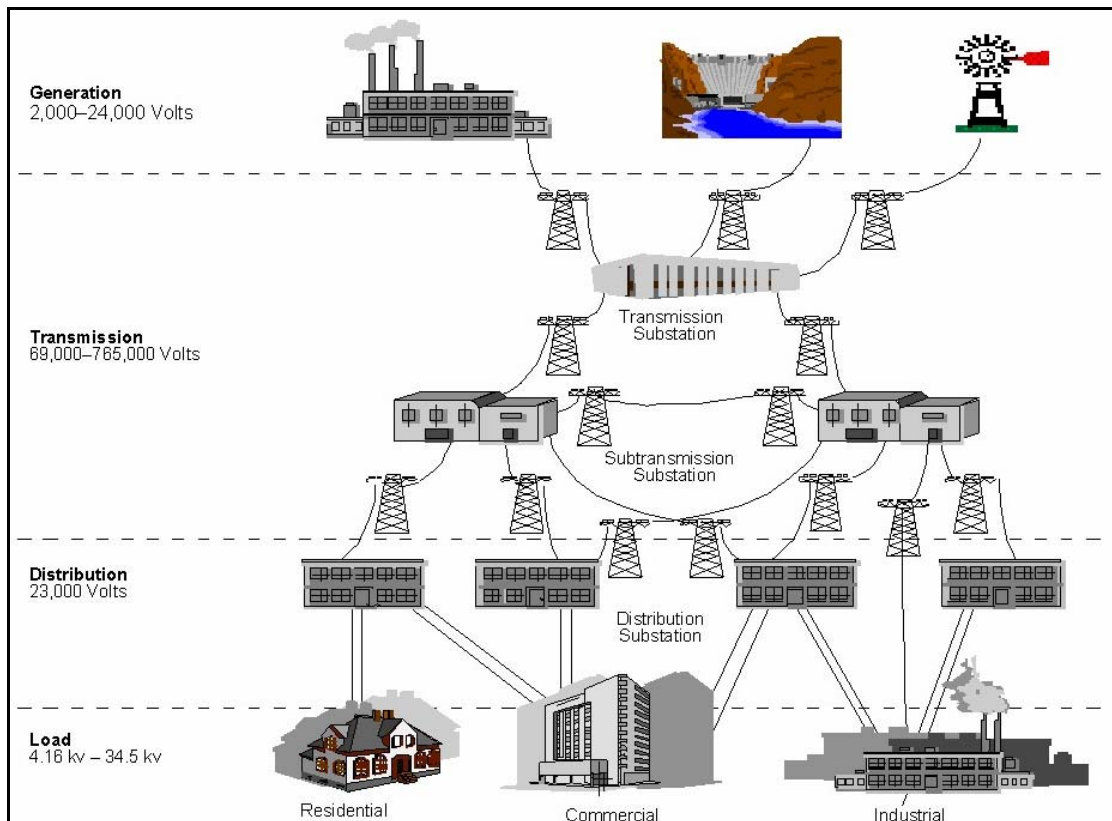 Generation
2,000–24,000 Volts
Transmission
Substation
Transmission
69,000–765,000 Volts
Subtransmission
Substation
Distribution
23,000 Volts
Distribution
Substation
Load
4.16 kv – 34.5 kv
Residential
Commercial
Industrial